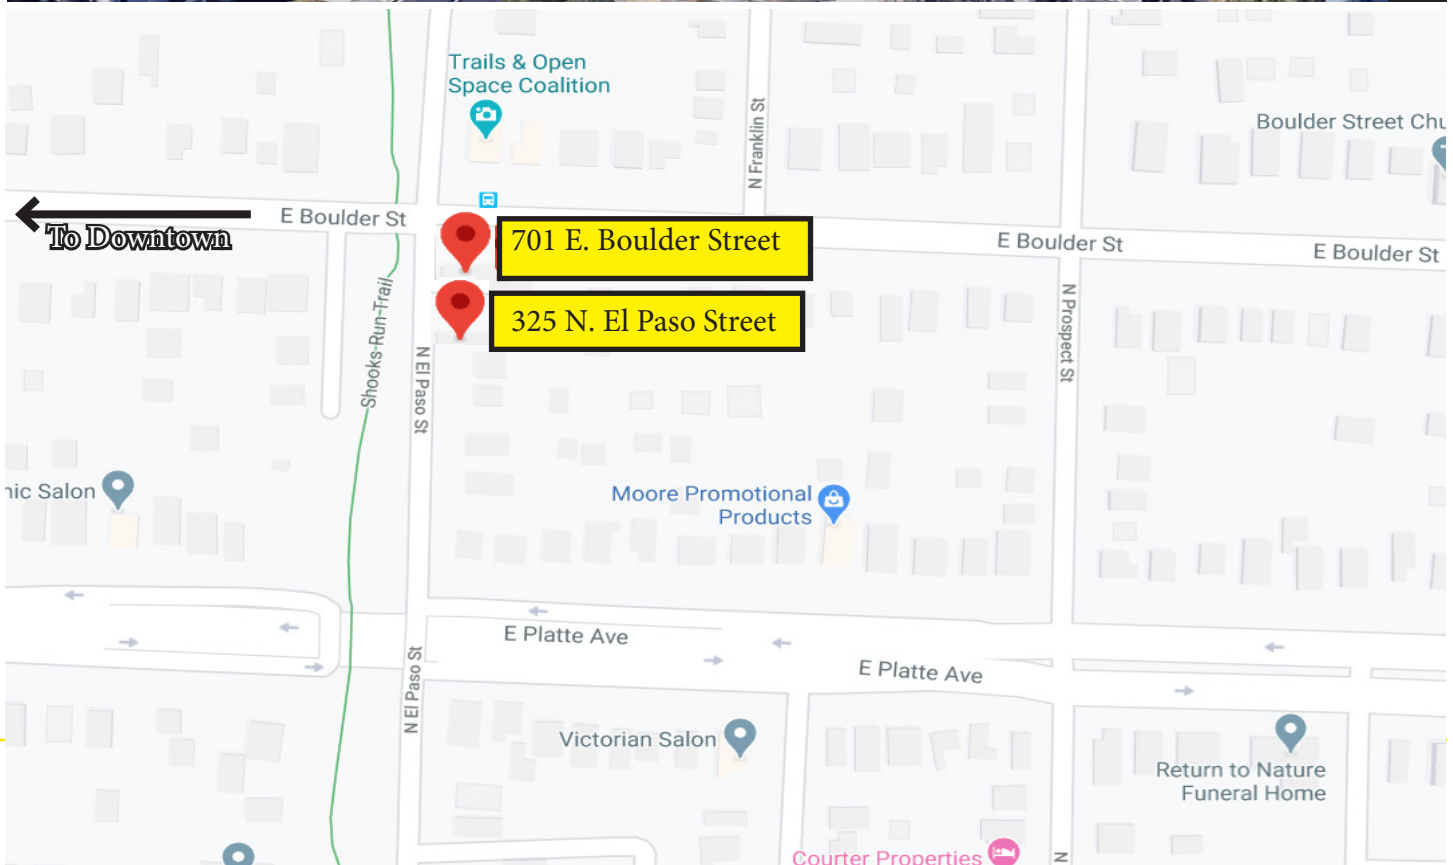 Trails & Open
Space Coalition
N Franklin St
Boulder Street Chu
E Boulder St
To Downtown
701 E. Boulder Street
E Boulder St
E Boulder St
325 N. El Paso Street
Shooks-Run-Trail
N El Paso St
N Prospect St
nic Salon
Moore Promotional
Products
E Platte Ave
E Platte Ave
N El Paso St
Victorian Salon
Return to Nature
Funeral Home
Courter Properties
N